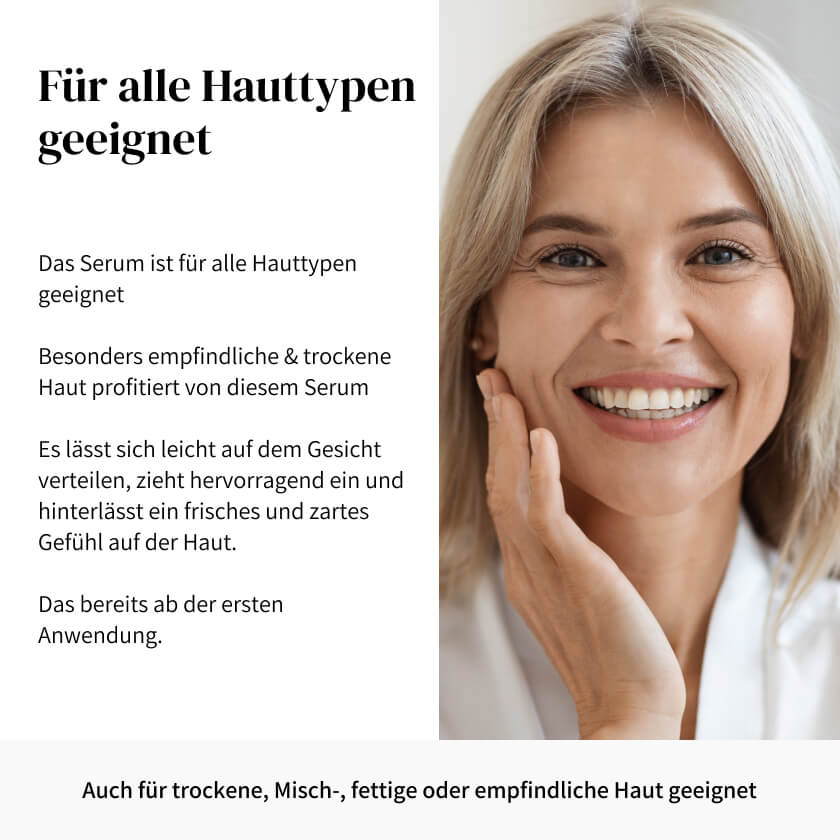 Für alle Hauttypen
geeignet
Das Serum ist für alle Hauttypen
geeignet
Besonders empfindliche & trockene
Haut profitiert von diesem Serum
Es lässt sich leicht auf dem Gesicht
verteilen, zieht hervorragend ein und
hinterlässt ein frisches und zartes
Gefühl auf der Haut.
Das bereits ab der ersten
Anwendung.
Auch für trockene, Misch-, fettige oder empfindliche Haut geeignet